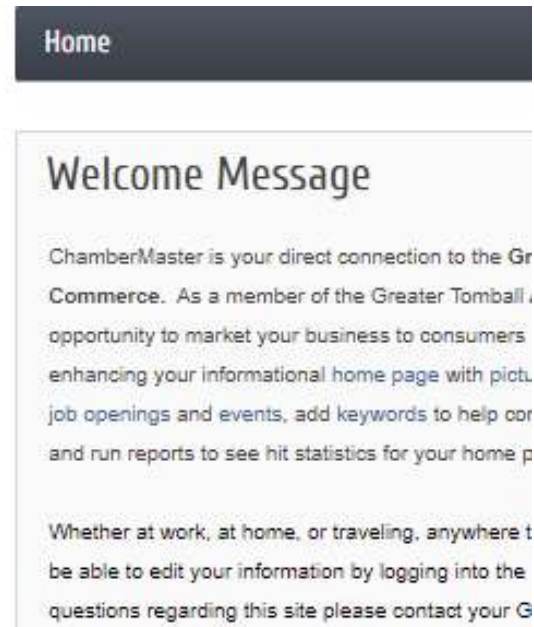 Home
Welcome Message
ChamberMaster is your direct connection to the
Commerce. As a member of the Greater Tomball
opportunity to market your business to consumers
enhancing your informational home page with
job openings and events, add keywords to help
and run reports to see hit statistics for your home
Whether at work, at home, or traveling, anywhere
be able to edit your information by logging into the
questions regarding this site please contact your